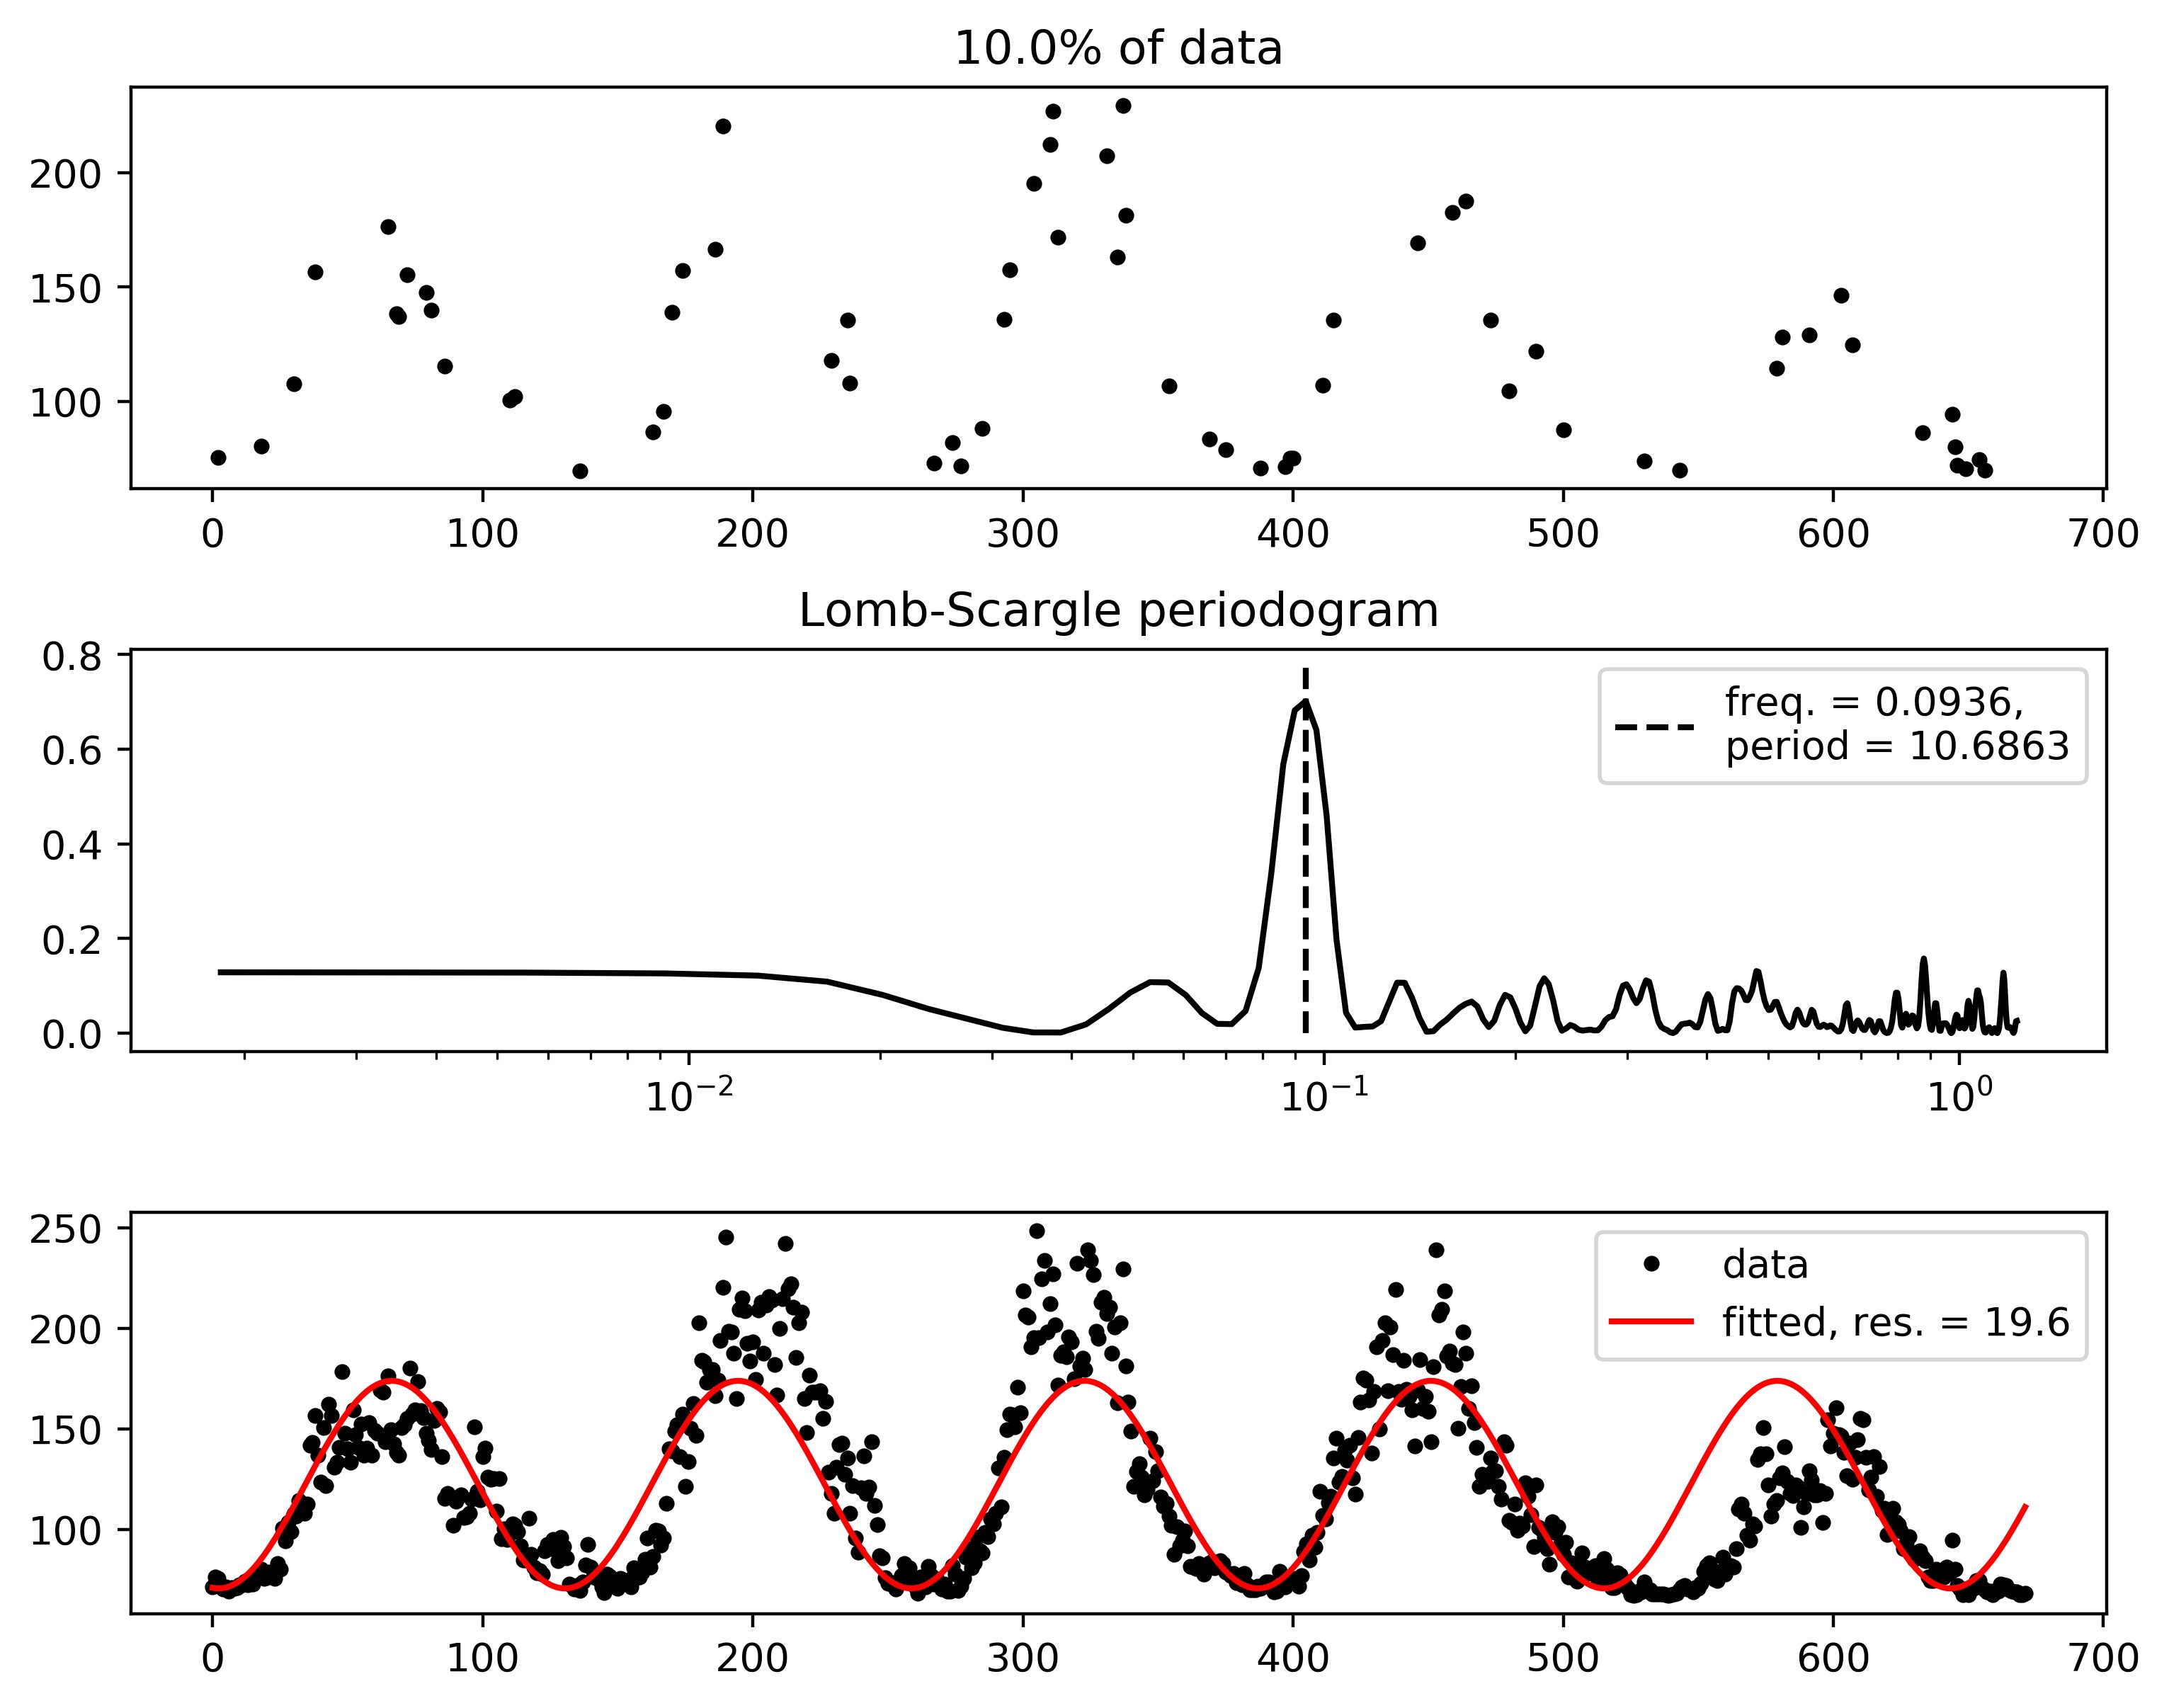 10.0% of data
200
150
100
0 100 200 300 400 500 600 700
Lomb-Scargle periodogram
0.8
0.6
0.4
0.2
0.0
freq. = 0.0936,
period = 10.6863
10⁻² 10⁻¹ 10⁰
250
200
150
100
data
fitted, res. = 19.6
0 100 200 300 400 500 600 700